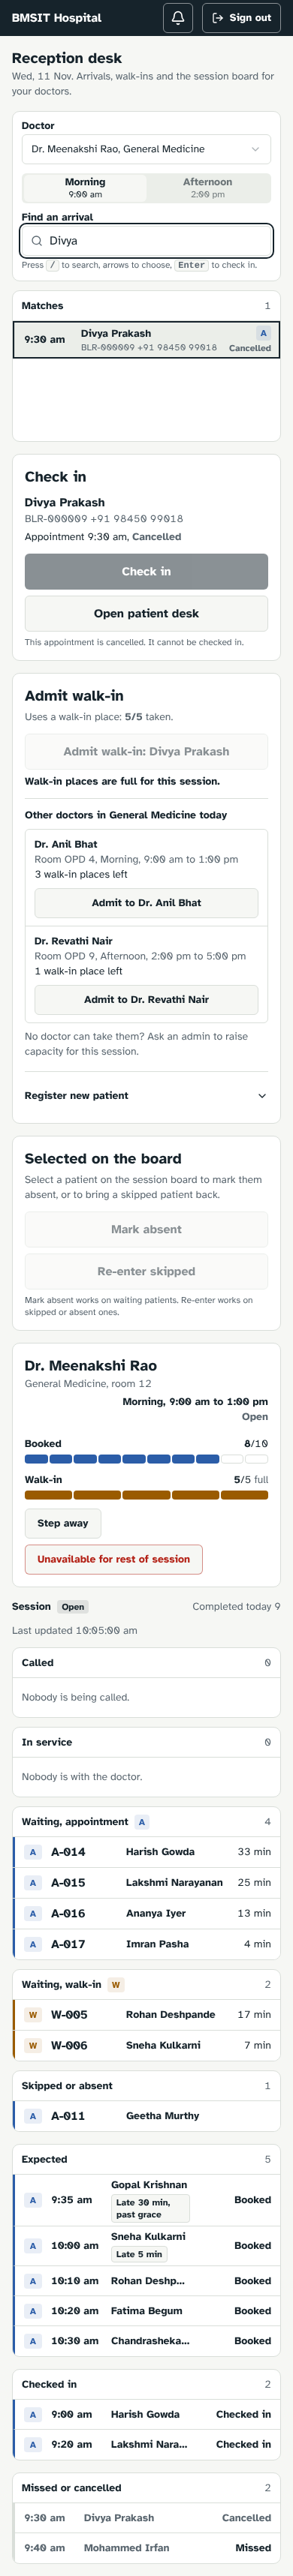 BMSIT Hospital
Sign out
Reception desk
Wed, 11 Nov. Arrivals, walk-ins and the session board for
your doctors.
Doctor
Dr. Meenakshi Rao, General Medicine
Morning
9:00 am
Afternoon
2:00 pm
Find an arrival
Divya
Press / to search, arrows to choose, Enter to check in.
Matches 1
9:30 am Divya Prakash A
BLR-000009 +91 98450 99018 Cancelled
Check in
Divya Prakash
BLR-000009 +91 98450 99018
Appointment 9:30 am, Cancelled
Check in
Open patient desk
This appointment is cancelled. It cannot be checked in.
Admit walk-in
Uses a walk-in place: 5/5 taken.
Admit walk-in: Divya Prakash
Walk-in places are full for this session.
Other doctors in General Medicine today
Dr. Anil Bhat
Room OPD 4, Morning, 9:00 am to 1:00 pm
3 walk-in places left
Admit to Dr. Anil Bhat
Dr. Revathi Nair
Room OPD 9, Afternoon, 2:00 pm to 5:00 pm
1 walk-in place left
Admit to Dr. Revathi Nair
No doctor can take them? Ask an admin to raise
capacity for this session.
Register new patient
Selected on the board
Select a patient on the session board to mark them
absent, or to bring a skipped patient back.
Mark absent
Re-enter skipped
Mark absent works on waiting patients. Re-enter works on
skipped or absent ones.
Dr. Meenakshi Rao
General Medicine, room 12
Morning, 9:00 am to 1:00 pm
Open
Booked 8/10
Walk-in 5/5 full
Step away
Unavailable for rest of session
Session Open Completed today 9
Last updated 10:05:00 am
Called 0
Nobody is being called.
In service 0
Nobody is with the doctor.
Waiting, appointment A 4
A A-014 Harish Gowda 33 min
A A-015 Lakshmi Narayanan 25 min
A A-016 Ananya Iyer 13 min
A A-017 Imran Pasha 4 min
Waiting, walk-in W 2
W W-005 Rohan Deshpande 17 min
W W-006 Sneha Kulkarni 7 min
Skipped or absent 1
A A-011 Geetha Murthy
Expected 5
A 9:35 am Gopal Krishnan Booked
Late 30 min,
past grace
A 10:00 am Sneha Kulkarni Booked
Late 5 min
A 10:10 am Rohan Deshp... Booked
A 10:20 am Fatima Begum Booked
A 10:30 am Chandrasheka... Booked
Checked in 2
A 9:00 am Harish Gowda Checked in
A 9:20 am Lakshmi Nara... Checked in
Missed or cancelled 2
9:30 am Divya Prakash Cancelled
9:40 am Mohammed Irfan Missed